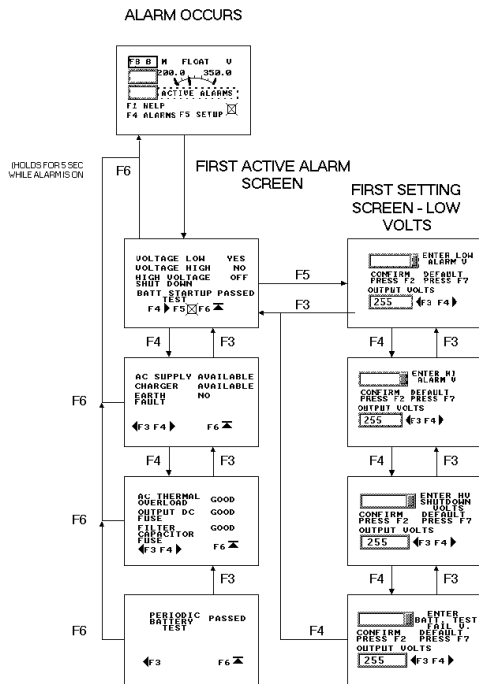 ALARM OCCURS
FB B M FLOAT V
200.0 350.0
ACTIVE ALARMS
F1 HELP
F4 ALARMS F5 SETUP
(HOLDS FOR 5 SEC
WHILE ALARM IS ON
F6
FIRST ACTIVE ALARM
SCREEN
FIRST SETTING
SCREEN - LOW
VOLTS
VOLTAGE LOW YES
VOLTAGE HIGH NO
HIGH VOLTAGE OFF
SHUT DOWN
BATT STARTUP PASSED
TEST
F4 F5 F6
F5
F3
ENTER LOW
ALARM V
CONFIRM DEFAULT
PRESS F2 PRESS F7
OUTPUT VOLTS
255 F3 F4
F4 F3
F4 F3
AC SUPPLY AVAILABLE
CHARGER AVAILABLE
EARTH NO
FAULT
F3 F4 F6
F6
ENTER HI
ALARM V
CONFIRM DEFAULT
PRESS F2 PRESS F7
OUTPUT VOLTS
255 F3 F4
F4 F3
F4 F3
AC THERMAL GOOD
OVERLOAD
OUTPUT DC GOOD
FUSE
FILTER GOOD
CAPACITOR
FUSE
F3 F4 F6
F6
ENTER HV
SHUTDOWN
VOLTS
CONFIRM DEFAULT
PRESS F2 PRESS F7
OUTPUT VOLTS
255 F3 F4
F3
F4 F3
PERIODIC PASSED
BATTERY
TEST
F3 F6
F6
F4
ENTER
BATT. TEST
FAIL V.
CONFIRM DEFAULT
PRESS F2 PRESS F7
OUTPUT VOLTS
255 F3 F4